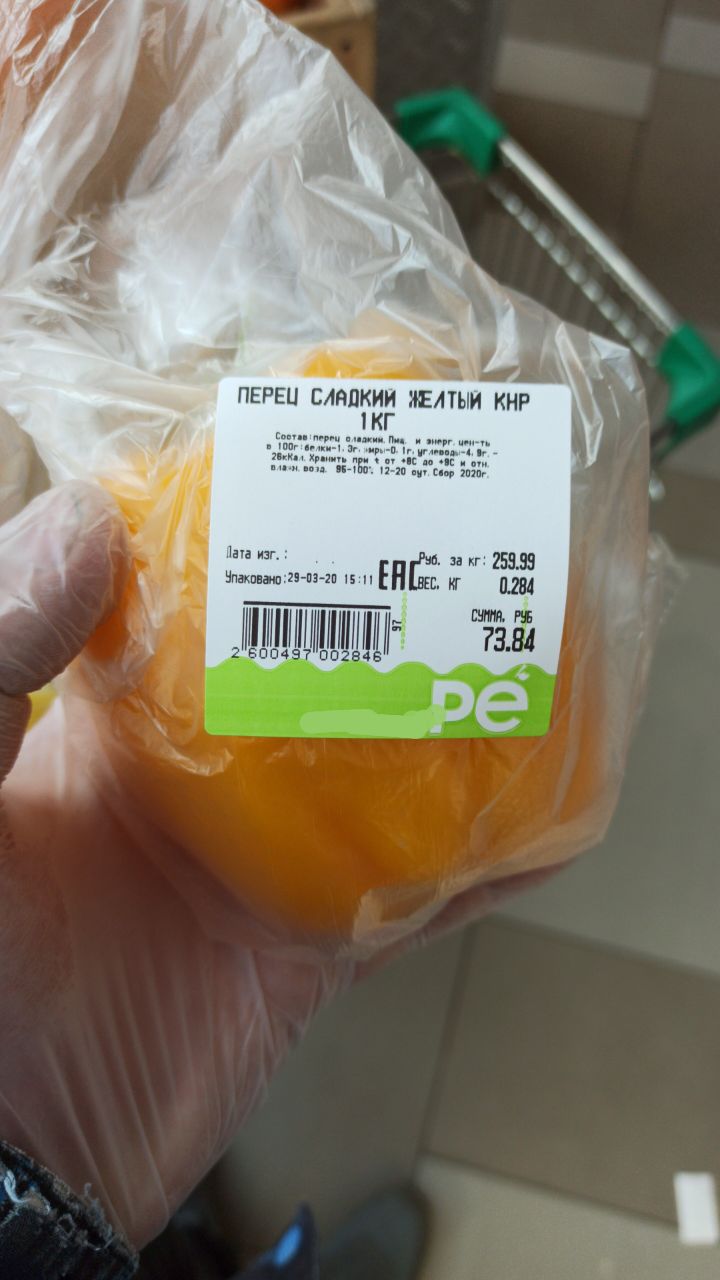 ПЕРЕЦ СЛАДКИЙ ЖЕЛТЫЙ КНР
1КГ
Состав:перец сладкий. Пищ. и энерг. цен-ть
в 100г:белки-1. 3г. жиры-0. 1г. углеводы-4. 9г. -
26кКал. Хранить при t от +8С до +9С и отн.
влажн. возд. 95-100% 12-20 сут. Сбор 2020г.
Дата изг.: . .
Упаковано:29-03-20 15:11
EAC
Руб. за кг: 259.99
ВЕС. КГ 0.284
СУММА. РУБ
73.84
97
2 600497 002846
ре